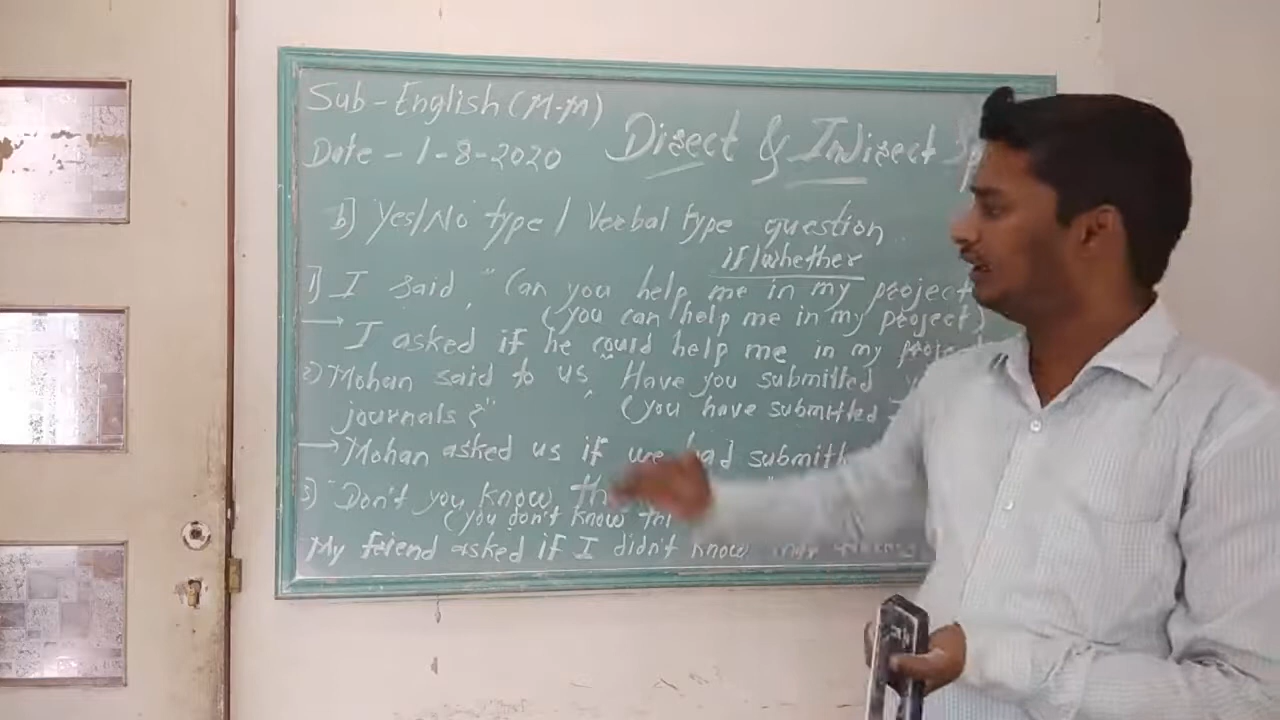 Sub - English (M-M)
Date - 1-8-2020
Direct & Indirect
b] Yes/No type / Verbal type question
if/whether
1] I said, "Can you help me in my project
(you can help me in my project)
→ I asked if he could help me in my project
2) Mohan said to us, "Have you submitted
journals?"
(you have submitted
→ Mohan asked us if we had submitt
3) "Don't you know
(you don't know
My friend asked if I didn't know